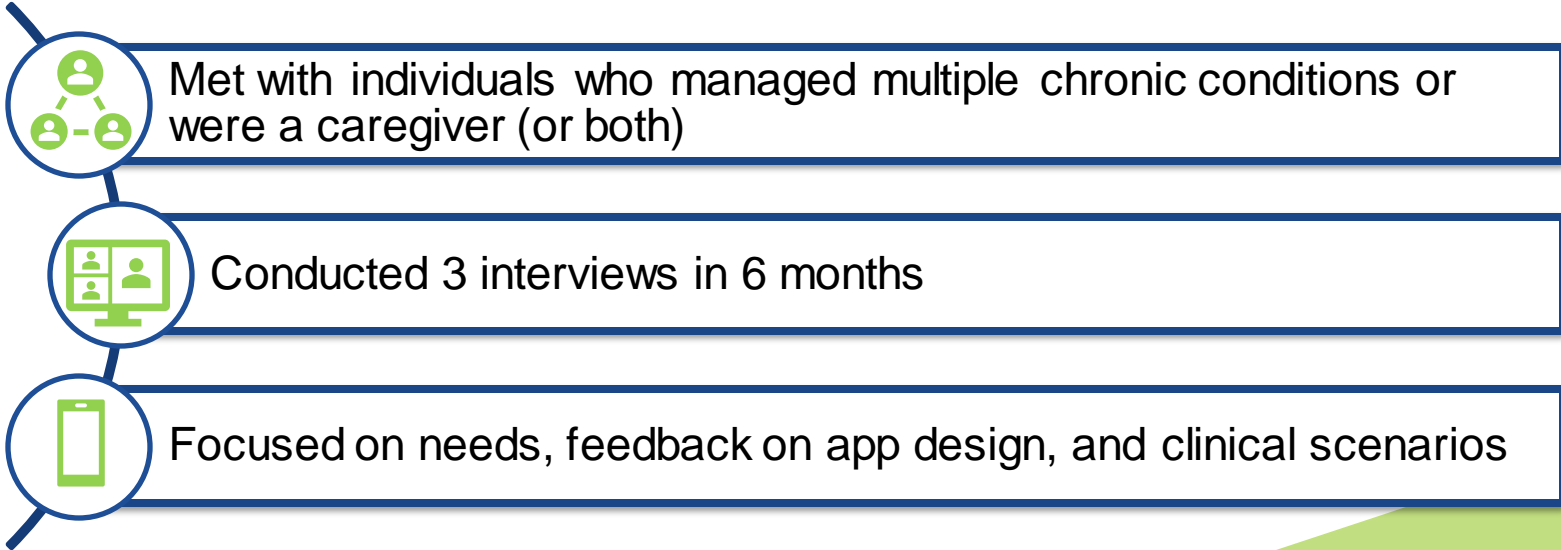 Met with individuals who managed multiple chronic conditions or
were a caregiver (or both)
Conducted 3 interviews in 6 months
Focused on needs, feedback on app design, and clinical scenarios